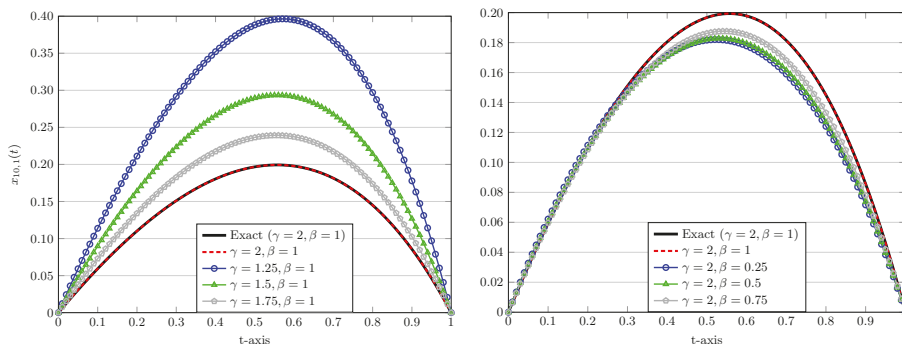 0.40
0.30
0.25
0.20
0.15
0.10
0.05
0.00
x₁₀,₁(t)
Exact (γ = 2, β = 1)
γ = 2, β = 1
γ = 1.25, β = 1
γ = 1.5, β = 1
γ = 1.75, β = 1
0 0.1 0.2 0.3 0.4 0.5 0.6 0.7 0.8 0.9 1
t-axis
0.20
0.18
0.16
0.14
0.12
0.10
0.08
0.06
0.04
0.02
0.00
Exact (γ = 2, β = 1)
γ = 2, β = 1
γ = 2, β = 0.25
γ = 2, β = 0.5
γ = 2, β = 0.75
0 0.1 0.2 0.3 0.4 0.5 0.6 0.7 0.8 0.9
t-axis